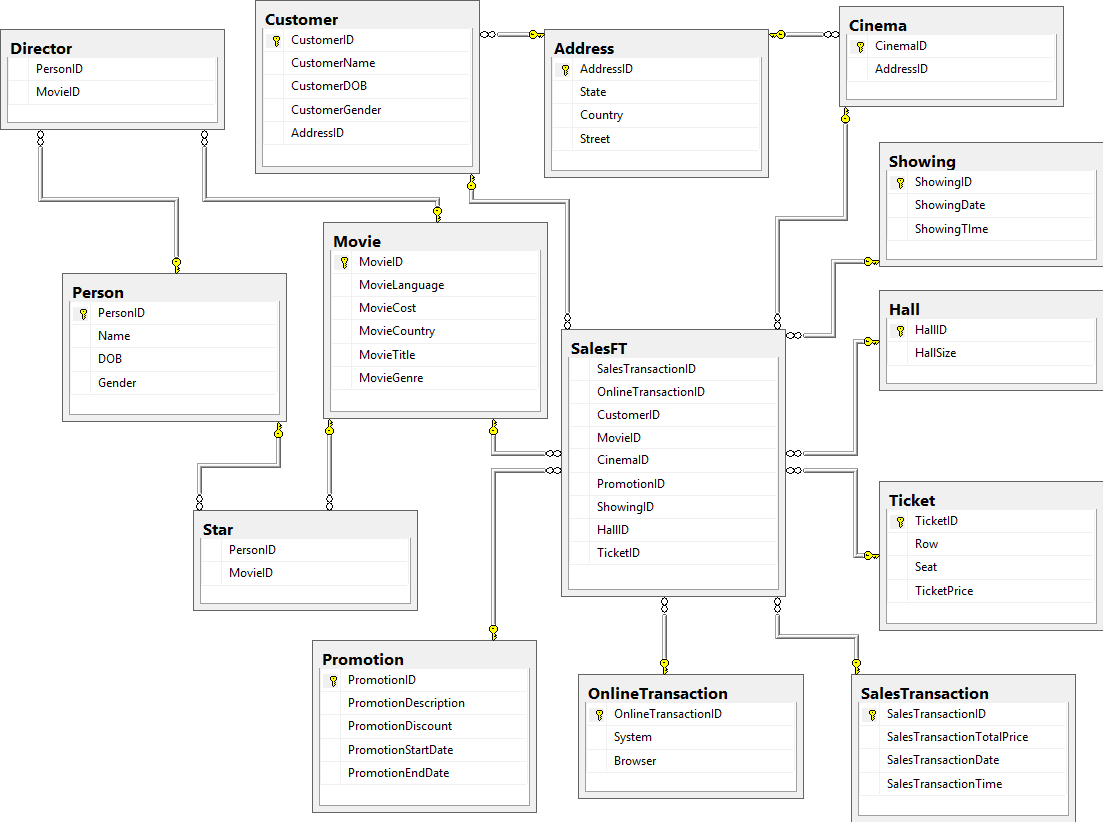 Director
PersonID
MovieID
Customer
CustomerID
CustomerName
CustomerDOB
CustomerGender
AddressID
Address
AddressID
State
Country
Street
Cinema
CinemaID
AddressID
Showing
ShowingID
ShowingDate
ShowingTIme
Person
PersonID
Name
DOB
Gender
Movie
MovieID
MovieLanguage
MovieCost
MovieCountry
MovieTitle
MovieGenre
SalesFT
SalesTransactionID
OnlineTransactionID
CustomerID
MovieID
CinemaID
PromotionID
ShowingID
HallID
TicketID
Hall
HallID
HallSize
Star
PersonID
MovieID
Ticket
TicketID
Row
Seat
TicketPrice
Promotion
PromotionID
PromotionDescription
PromotionDiscount
PromotionStartDate
PromotionEndDate
OnlineTransaction
OnlineTransactionID
System
Browser
SalesTransaction
SalesTransactionID
SalesTransactionTotalPrice
SalesTransactionDate
SalesTransactionTime